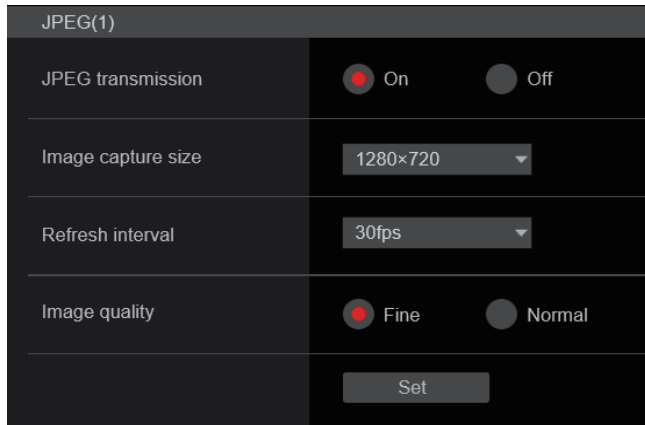 JPEG(1)
JPEG transmission On Off
Image capture size 1280×720
Refresh interval 30fps
Image quality Fine Normal
Set